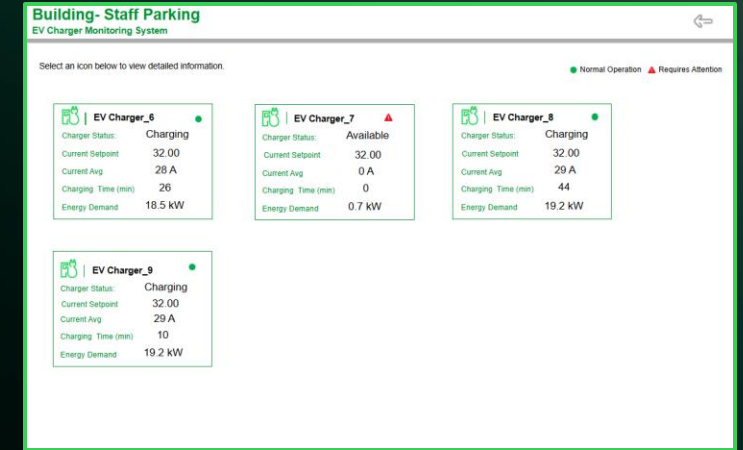 Building- Staff Parking
EV Charger Monitoring System
Select an icon below to view detailed information.
Normal Operation Requires Attention
EV Charger_6
Charger Status: Charging
Current Setpoint 32.00
Current Avg 28 A
Charging Time (min) 26
Energy Demand 18.5 kW
EV Charger_7
Charger Status: Available
Current Setpoint 32.00
Current Avg 0 A
Charging Time (min) 0
Energy Demand 0.7 kW
EV Charger_8
Charger Status: Charging
Current Setpoint 32.00
Current Avg 29 A
Charging Time (min) 44
Energy Demand 19.2 kW
EV Charger_9
Charger Status: Charging
Current Setpoint 32.00
Current Avg 29 A
Charging Time (min) 10
Energy Demand 19.2 kW